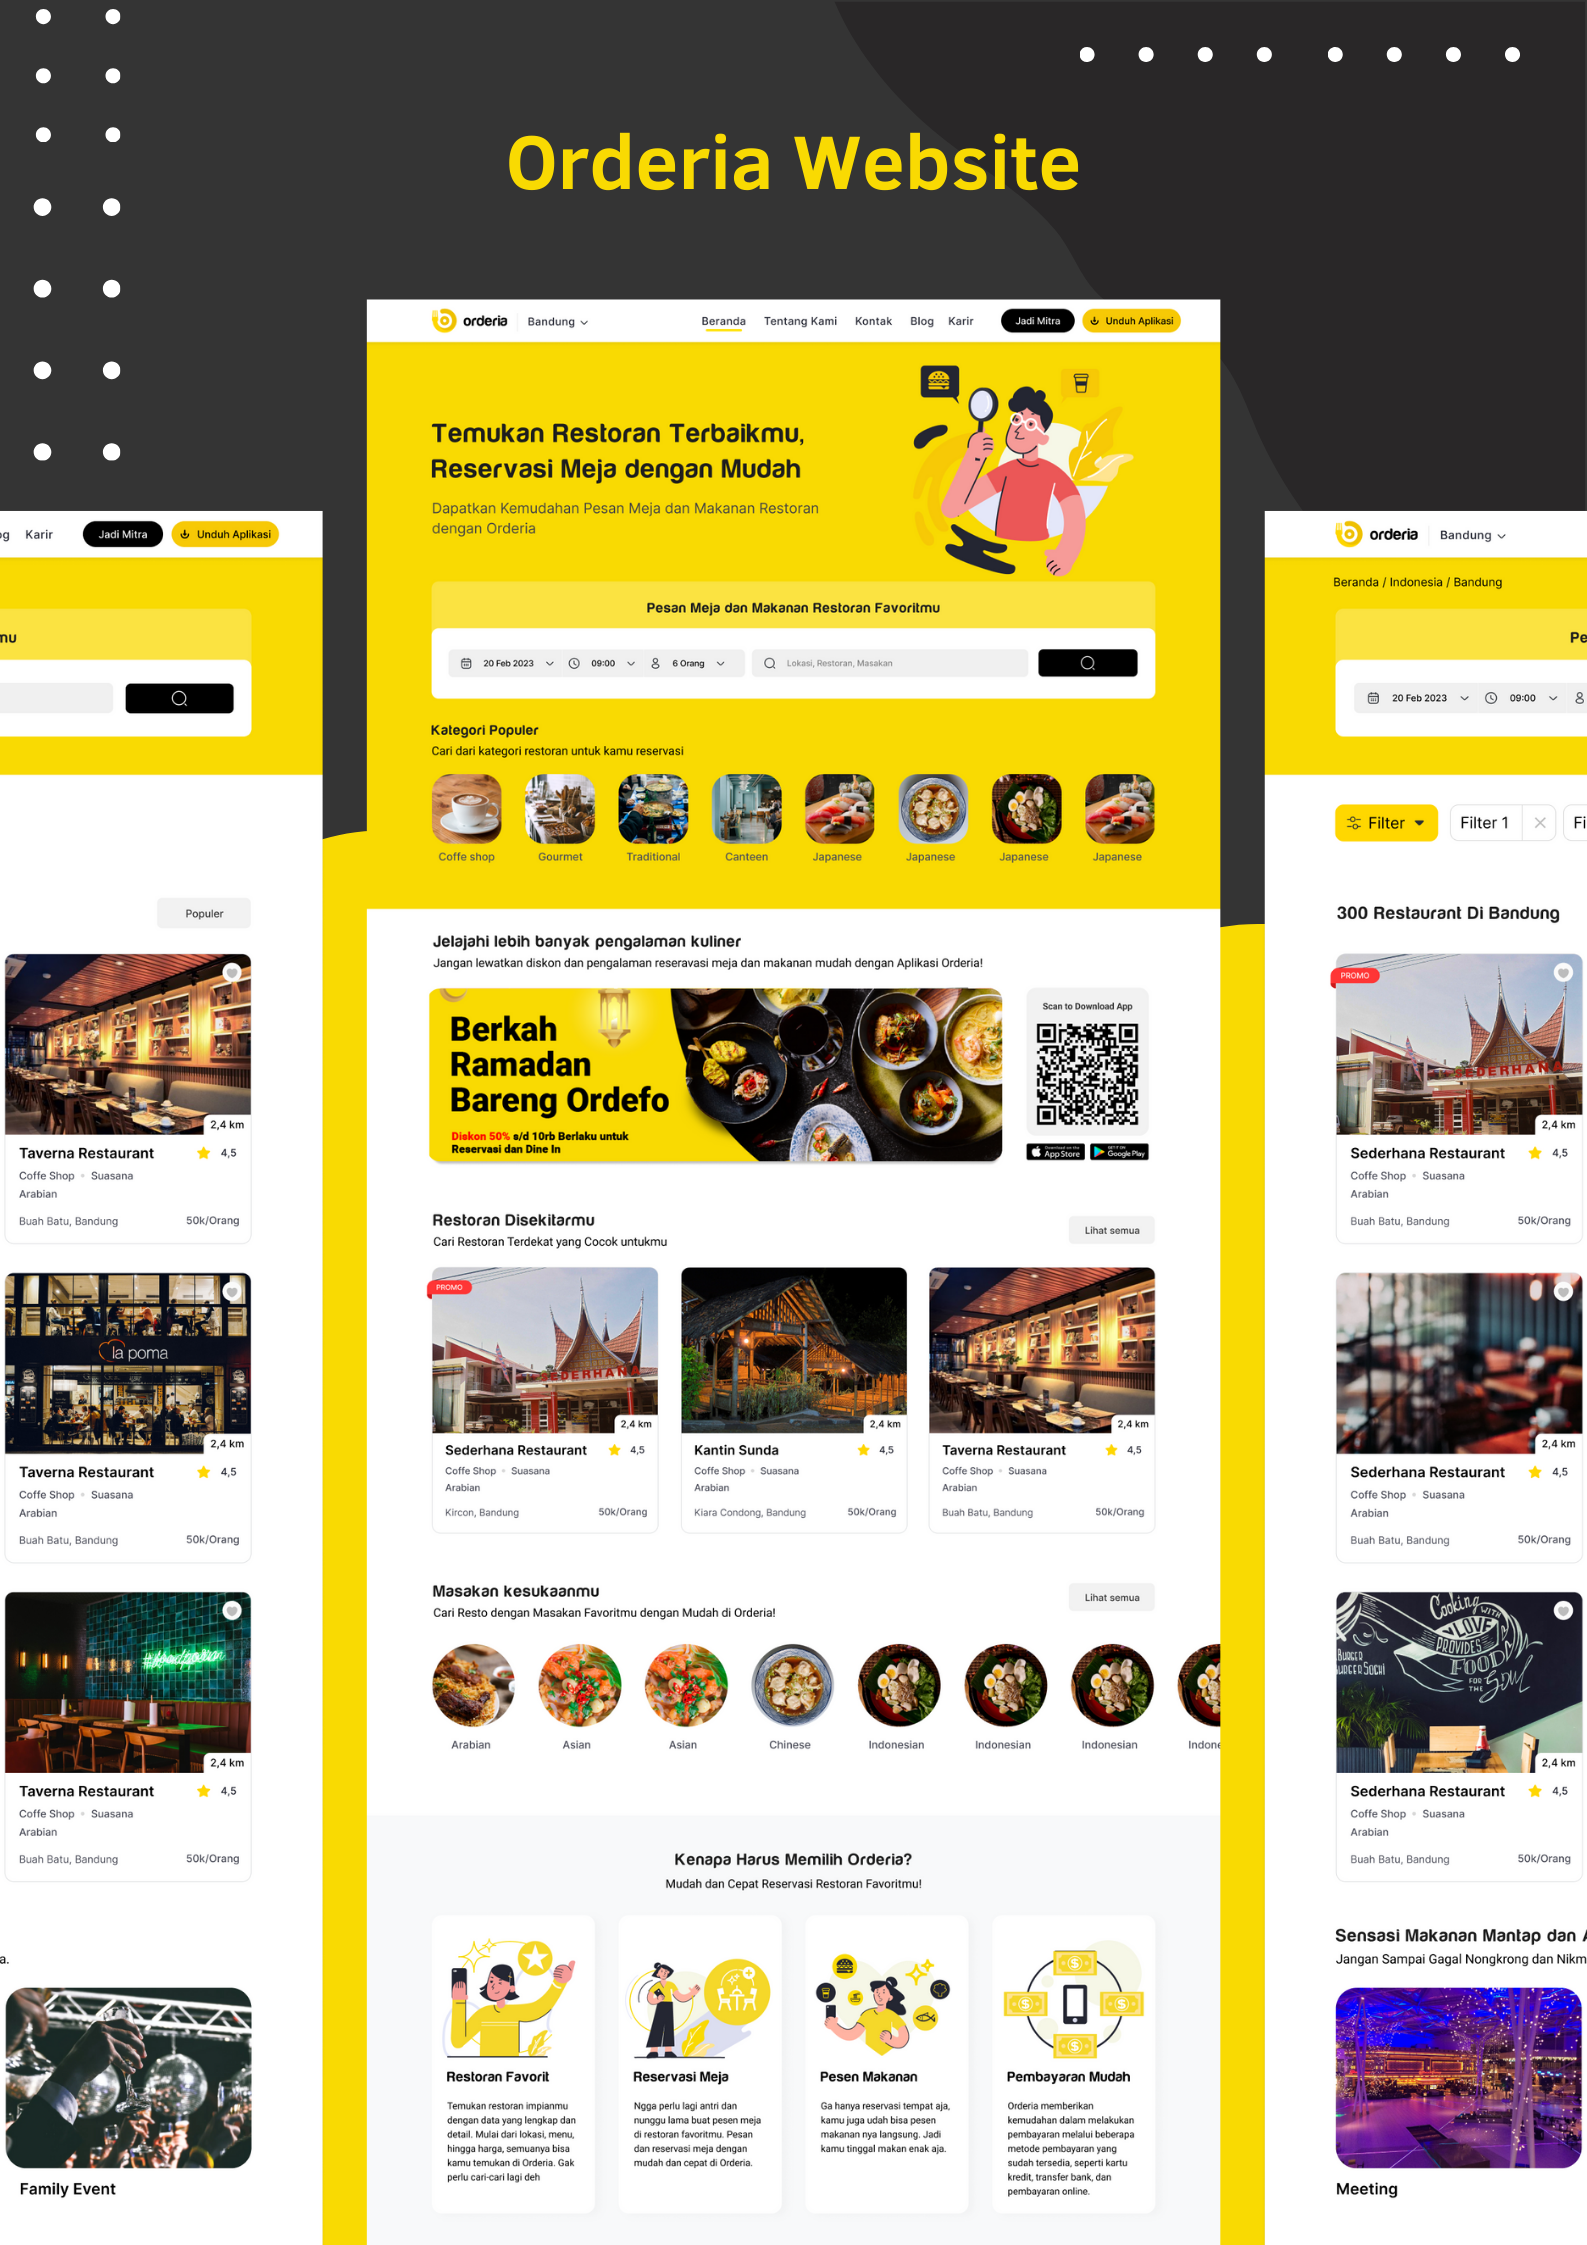 Orderia Website
orderia
Bandung
Beranda
Tentang Kami
Kontak
Blog
Karir
Jadi Mitra
Unduh Aplikasi
Temukan Restoran Terbaikmu,
Reservasi Meja dengan Mudah
Dapatkan Kemudahan Pesan Meja dan Makanan Restoran
dengan Orderia
Pesan Meja dan Makanan Restoran Favoritmu
20 Feb 2023
09:00
6 Orang
Lokasi, Restoran, Masakan
Kategori Populer
Cari dari kategori restoran untuk kamu reservasi
Coffe shop
Gourmet
Traditional
Canteen
Japanese
Japanese
Japanese
Japanese
Jelajahi lebih banyak pengalaman kuliner
Jangan lewatkan diskon dan pengalaman reseravasi meja dan makanan mudah dengan Aplikasi Orderia!
Berkah
Ramadan
Bareng Ordefo
Diskon 50% s/d 10rb Berlaku untuk
Reservasi dan Dine In
Scan to Download App
Download on the
App Store
GET IT ON
Google Play
Restoran Disekitarmu
Cari Restoran Terdekat yang Cocok untukmu
Lihat semua
PROMO
SEDERHANA
2,4 km
Sederhana Restaurant
4,5
Coffe Shop • Suasana
Arabian
Kircon, Bandung
50k/Orang
2,4 km
Kantin Sunda
4,5
Coffe Shop • Suasana
Arabian
Kiara Condong, Bandung
50k/Orang
2,4 km
Taverna Restaurant
4,5
Coffe Shop • Suasana
Arabian
Buah Batu, Bandung
50k/Orang
Masakan kesukaanmu
Cari Resto dengan Masakan Favoritmu dengan Mudah di Orderia!
Lihat semua
Arabian
Asian
Asian
Chinese
Indonesian
Indonesian
Indonesian
Indone
Kenapa Harus Memilih Orderia?
Mudah dan Cepat Reservasi Restoran Favoritmu!
Restoran Favorit
Temukan restoran impianmu
dengan data yang lengkap dan
detail. Mulai dari lokasi, menu,
hingga harga, semuanya bisa
kamu temukan di Orderia. Gak
perlu cari-cari lagi deh
Reservasi Meja
Ngga perlu lagi antri dan
nunggu lama buat pesen meja
di restoran favoritmu. Pesan
dan reservasi meja dengan
mudah dan cepat di Orderia.
Pesen Makanan
Ga hanya reservasi tempat aja,
kamu juga udah bisa pesen
makanan nya langsung. Jadi
kamu tinggal makan enak aja.
Pembayaran Mudah
Orderia memberikan
kemudahan dalam melakukan
pembayaran melalui beberapa
metode pembayaran yang
sudah tersedia, seperti kartu
kredit, transfer bank, dan
pembayaran online.
og
Karir
Jadi Mitra
Unduh Aplikasi
mu
Populer
2,4 km
Taverna Restaurant
4,5
Coffe Shop • Suasana
Arabian
Buah Batu, Bandung
50k/Orang
la poma
2,4 km
Taverna Restaurant
4,5
Coffe Shop • Suasana
Arabian
Buah Batu, Bandung
50k/Orang
2,4 km
Taverna Restaurant
4,5
Coffe Shop • Suasana
Arabian
Buah Batu, Bandung
50k/Orang
a.
Family Event
orderia
Bandung
Beranda / Indonesia / Bandung
Pe
20 Feb 2023
09:00
Filter
Filter 1
Fi
300 Restaurant Di Bandung
PROMO
SEDERHANA
2,4 km
Sederhana Restaurant
4,5
Coffe Shop • Suasana
Arabian
Buah Batu, Bandung
50k/Orang
2,4 km
Sederhana Restaurant
4,5
Coffe Shop • Suasana
Arabian
Buah Batu, Bandung
50k/Orang
Cooking
WITH
LOVE
PROVIDES
FOOD
FOR
THE
BURGER
2,4 km
Sederhana Restaurant
4,5
Coffe Shop • Suasana
Arabian
Buah Batu, Bandung
50k/Orang
Sensasi Makanan Mantap dan A
Jangan Sampai Gagal Nongkrong dan Nikm
Meeting